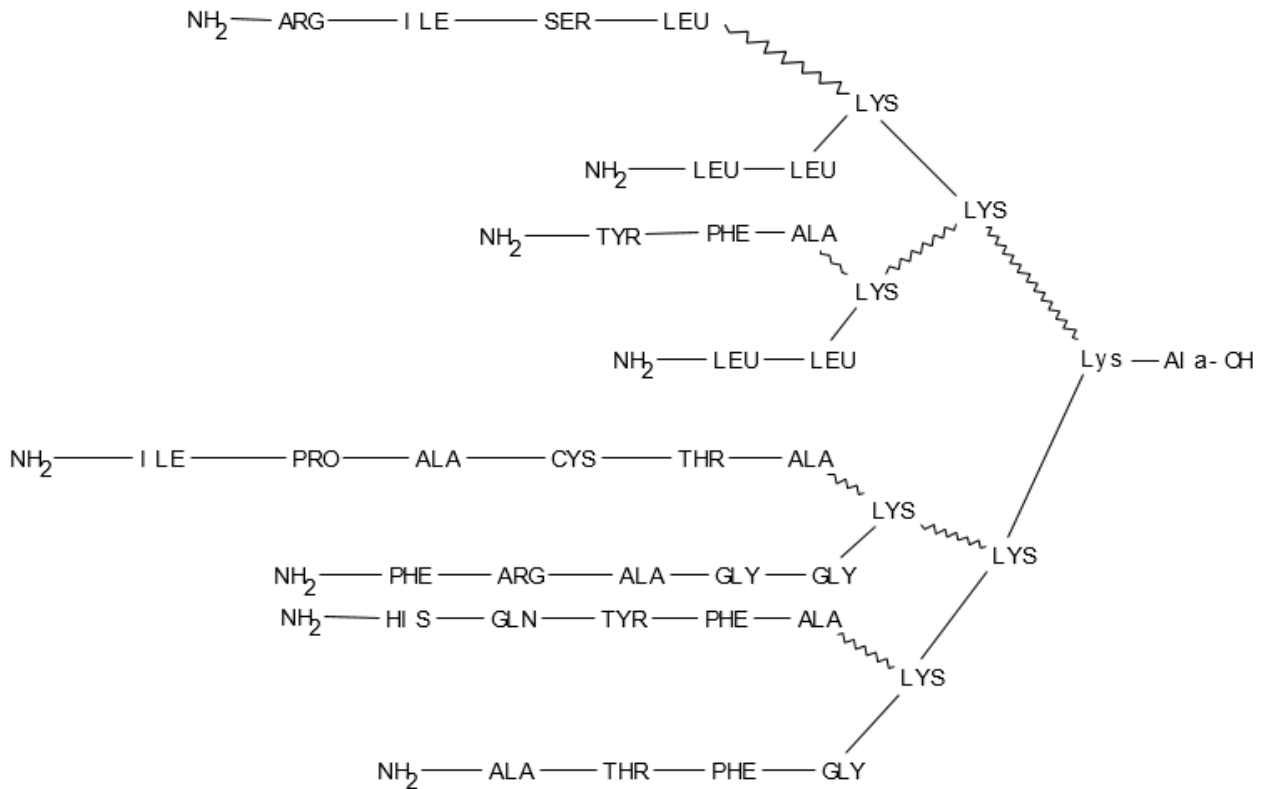 NH2 ARG ILE SER LEU
LYS
NH2 LEU LEU
LYS
NH2 TYR PHE ALA
LYS
NH2 LEU LEU
Lys Ala-OH
NH2 ILE PRO ALA CYS THR ALA
LYS
LYS
NH2 PHE ARG ALA GLY GLY
NH2 HIS GLN TYR PHE ALA
LYS
NH2 ALA THR PHE GLY